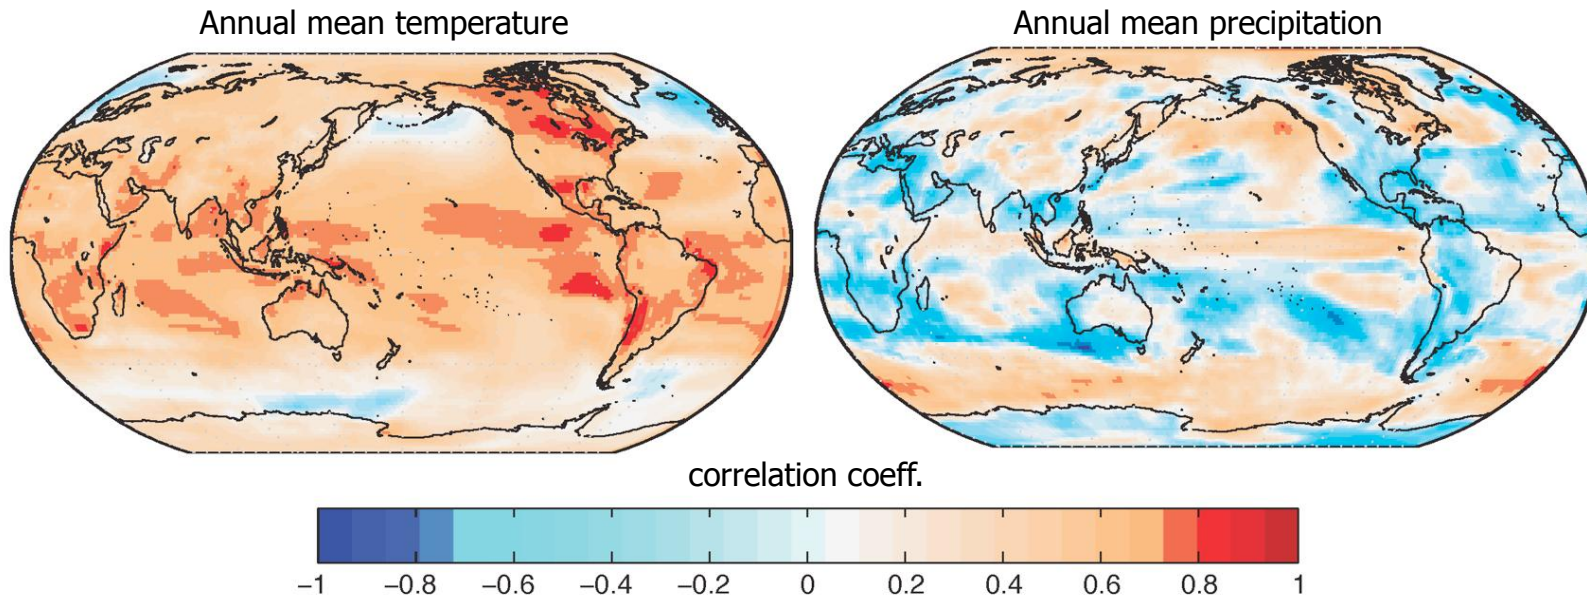 Annual mean temperature
Annual mean precipitation
correlation coeff.
−1 −0.8 −0.6 −0.4 −0.2 0 0.2 0.4 0.6 0.8 1